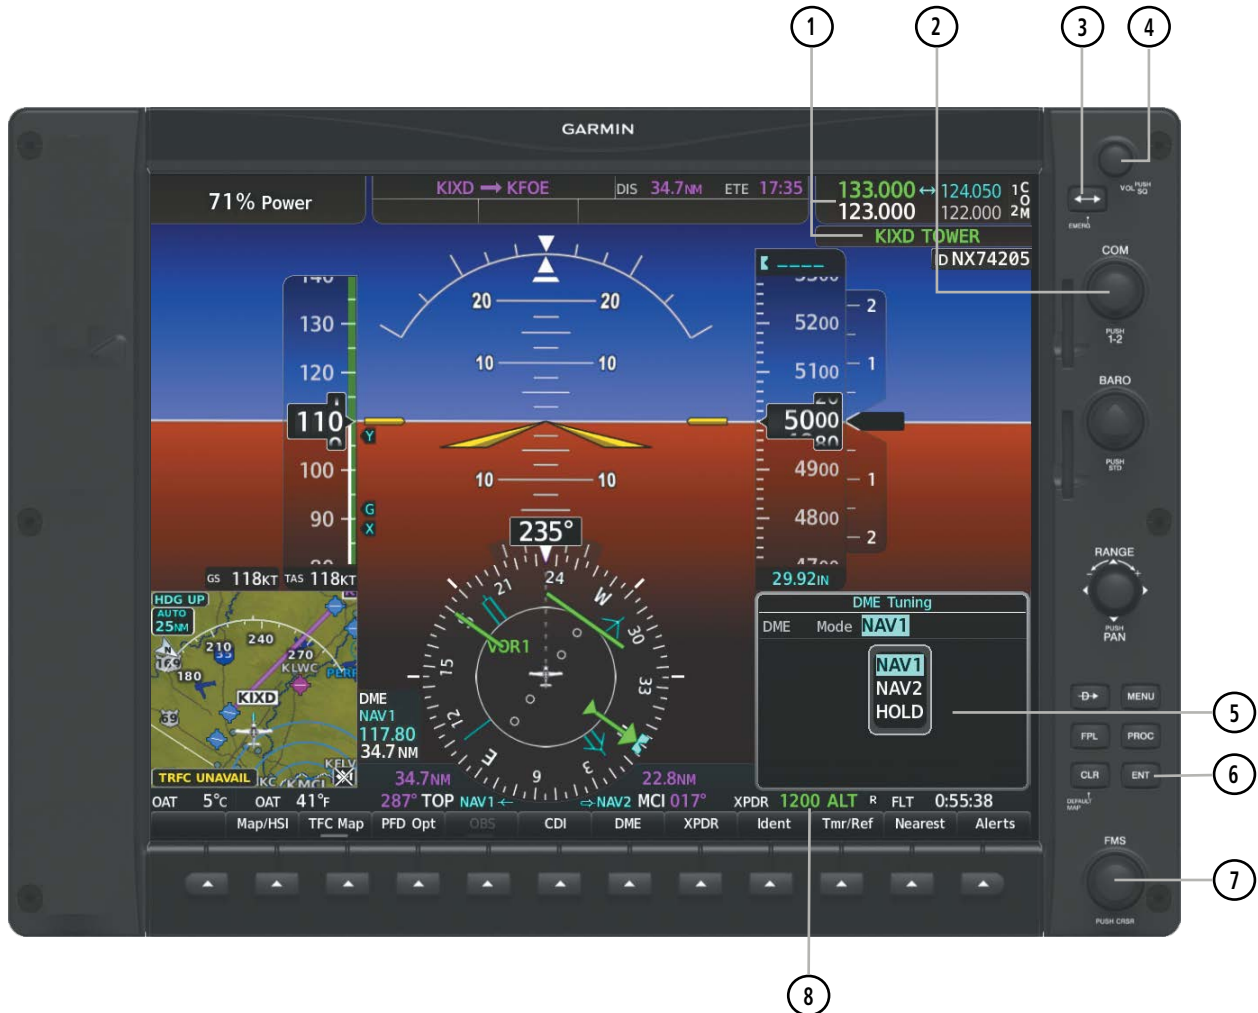 1 2 3 4
GARMIN
71% Power
KIXD → KFOE DIS 34.7NM ETE 17:35
133.000 ↔ 124.050 1 C
O
123.000 122.000 2 M
KIXD TOWER
D NX74205
VOL PUSH SQ
EMERG
COM
PUSH
1-2
BARO
PUSH
STD
RANGE
- +
PUSH
PAN
D MENU
FPL PROC
CLR ENT
DEFAULT
MAP
FMS
PUSH CRSR
130
120
110
100
90
Y
G
X
GS 118KT TAS 118KT
20 20
10 10
10 10
235°
5200
5100
5000
4900
4800
2
1
1
2
29.92IN
HDG UP
AUTO
25NM
N
180 210 240 270
35
69
KLWC
KIXD
TRFC UNAVAIL
DME
NAV1
117.80
34.7 NM
VOR1
21 24 W 30 33 3 6 E 12 15
34.7NM 22.8NM
287° TOP NAV1 ← ⇨ NAV2 MCI 017°
DME Tuning
DME Mode NAV1
NAV1
NAV2
HOLD
OAT 5°C OAT 41°F
XPDR 1200 ALT R FLT 0:55:38
Map/HSI TFC Map PFD Opt OBS CDI DME XPDR Ident Tmr/Ref Nearest Alerts
5
6
7
8